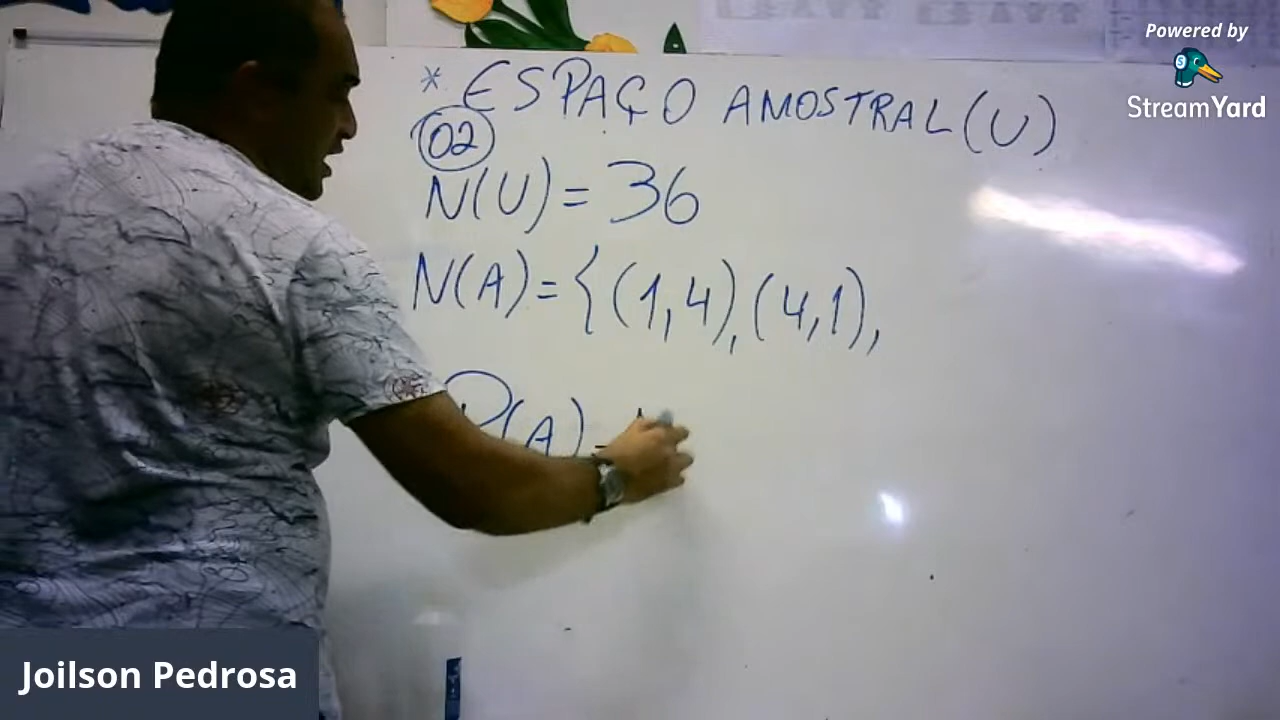 Powered by
StreamYard
* ESPAÇO AMOSTRAL (U)
02
N(U) = 36
N(A) = {(1,4),(4,1),
P(A) =
Joilson Pedrosa